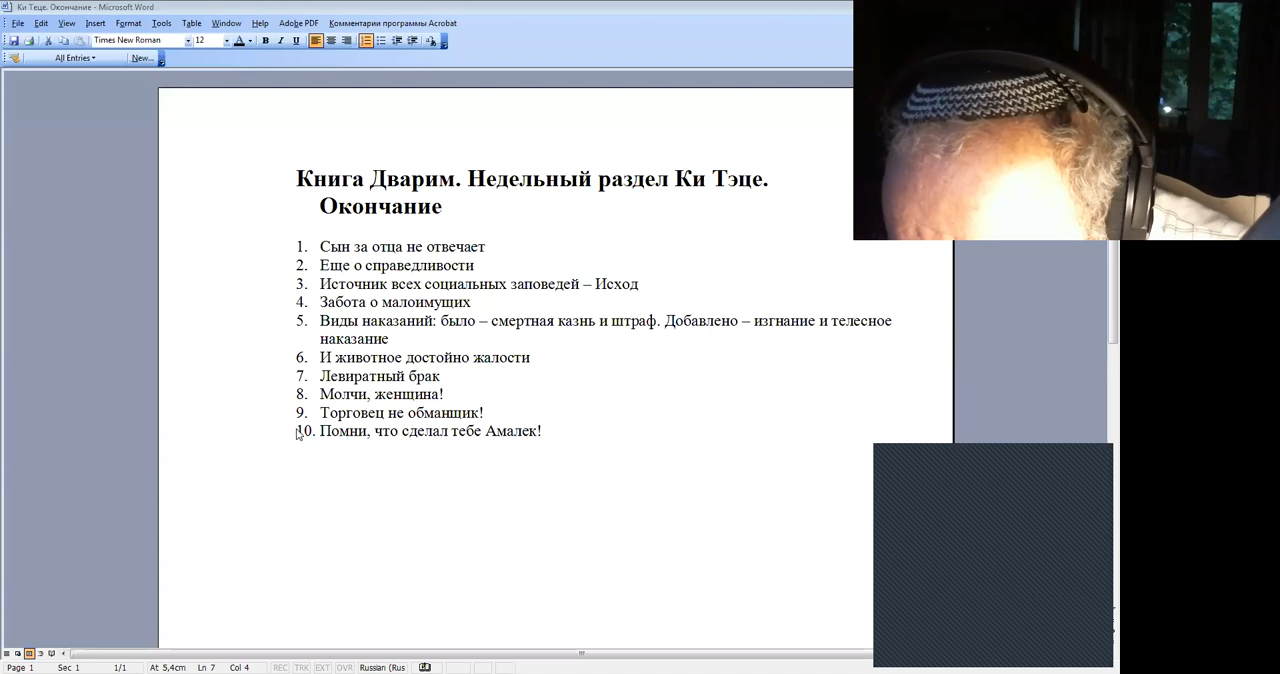 Ки Теце. Окончание - Microsoft Word
File Edit View Insert Format Tools Table Window Help Adobe PDF Комментарии программы Acrobat
Times New Roman 12 A B I U
All Entries New...
Книга Дварим. Недельный раздел Ки Тэце.
Окончание
1. Сын за отца не отвечает
2. Еще о справедливости
3. Источник всех социальных заповедей – Исход
4. Забота о малоимущих
5. Виды наказаний: было – смертная казнь и штраф. Добавлено – изгнание и телесное
наказание
6. И животное достойно жалости
7. Левиратный брак
8. Молчи, женщина!
9. Торговец не обманщик!
10. Помни, что сделал тебе Амалек!
Page 1 Sec 1 1/1 At 5,4cm Ln 7 Col 4 REC TRK EXT OVR Russian (Rus